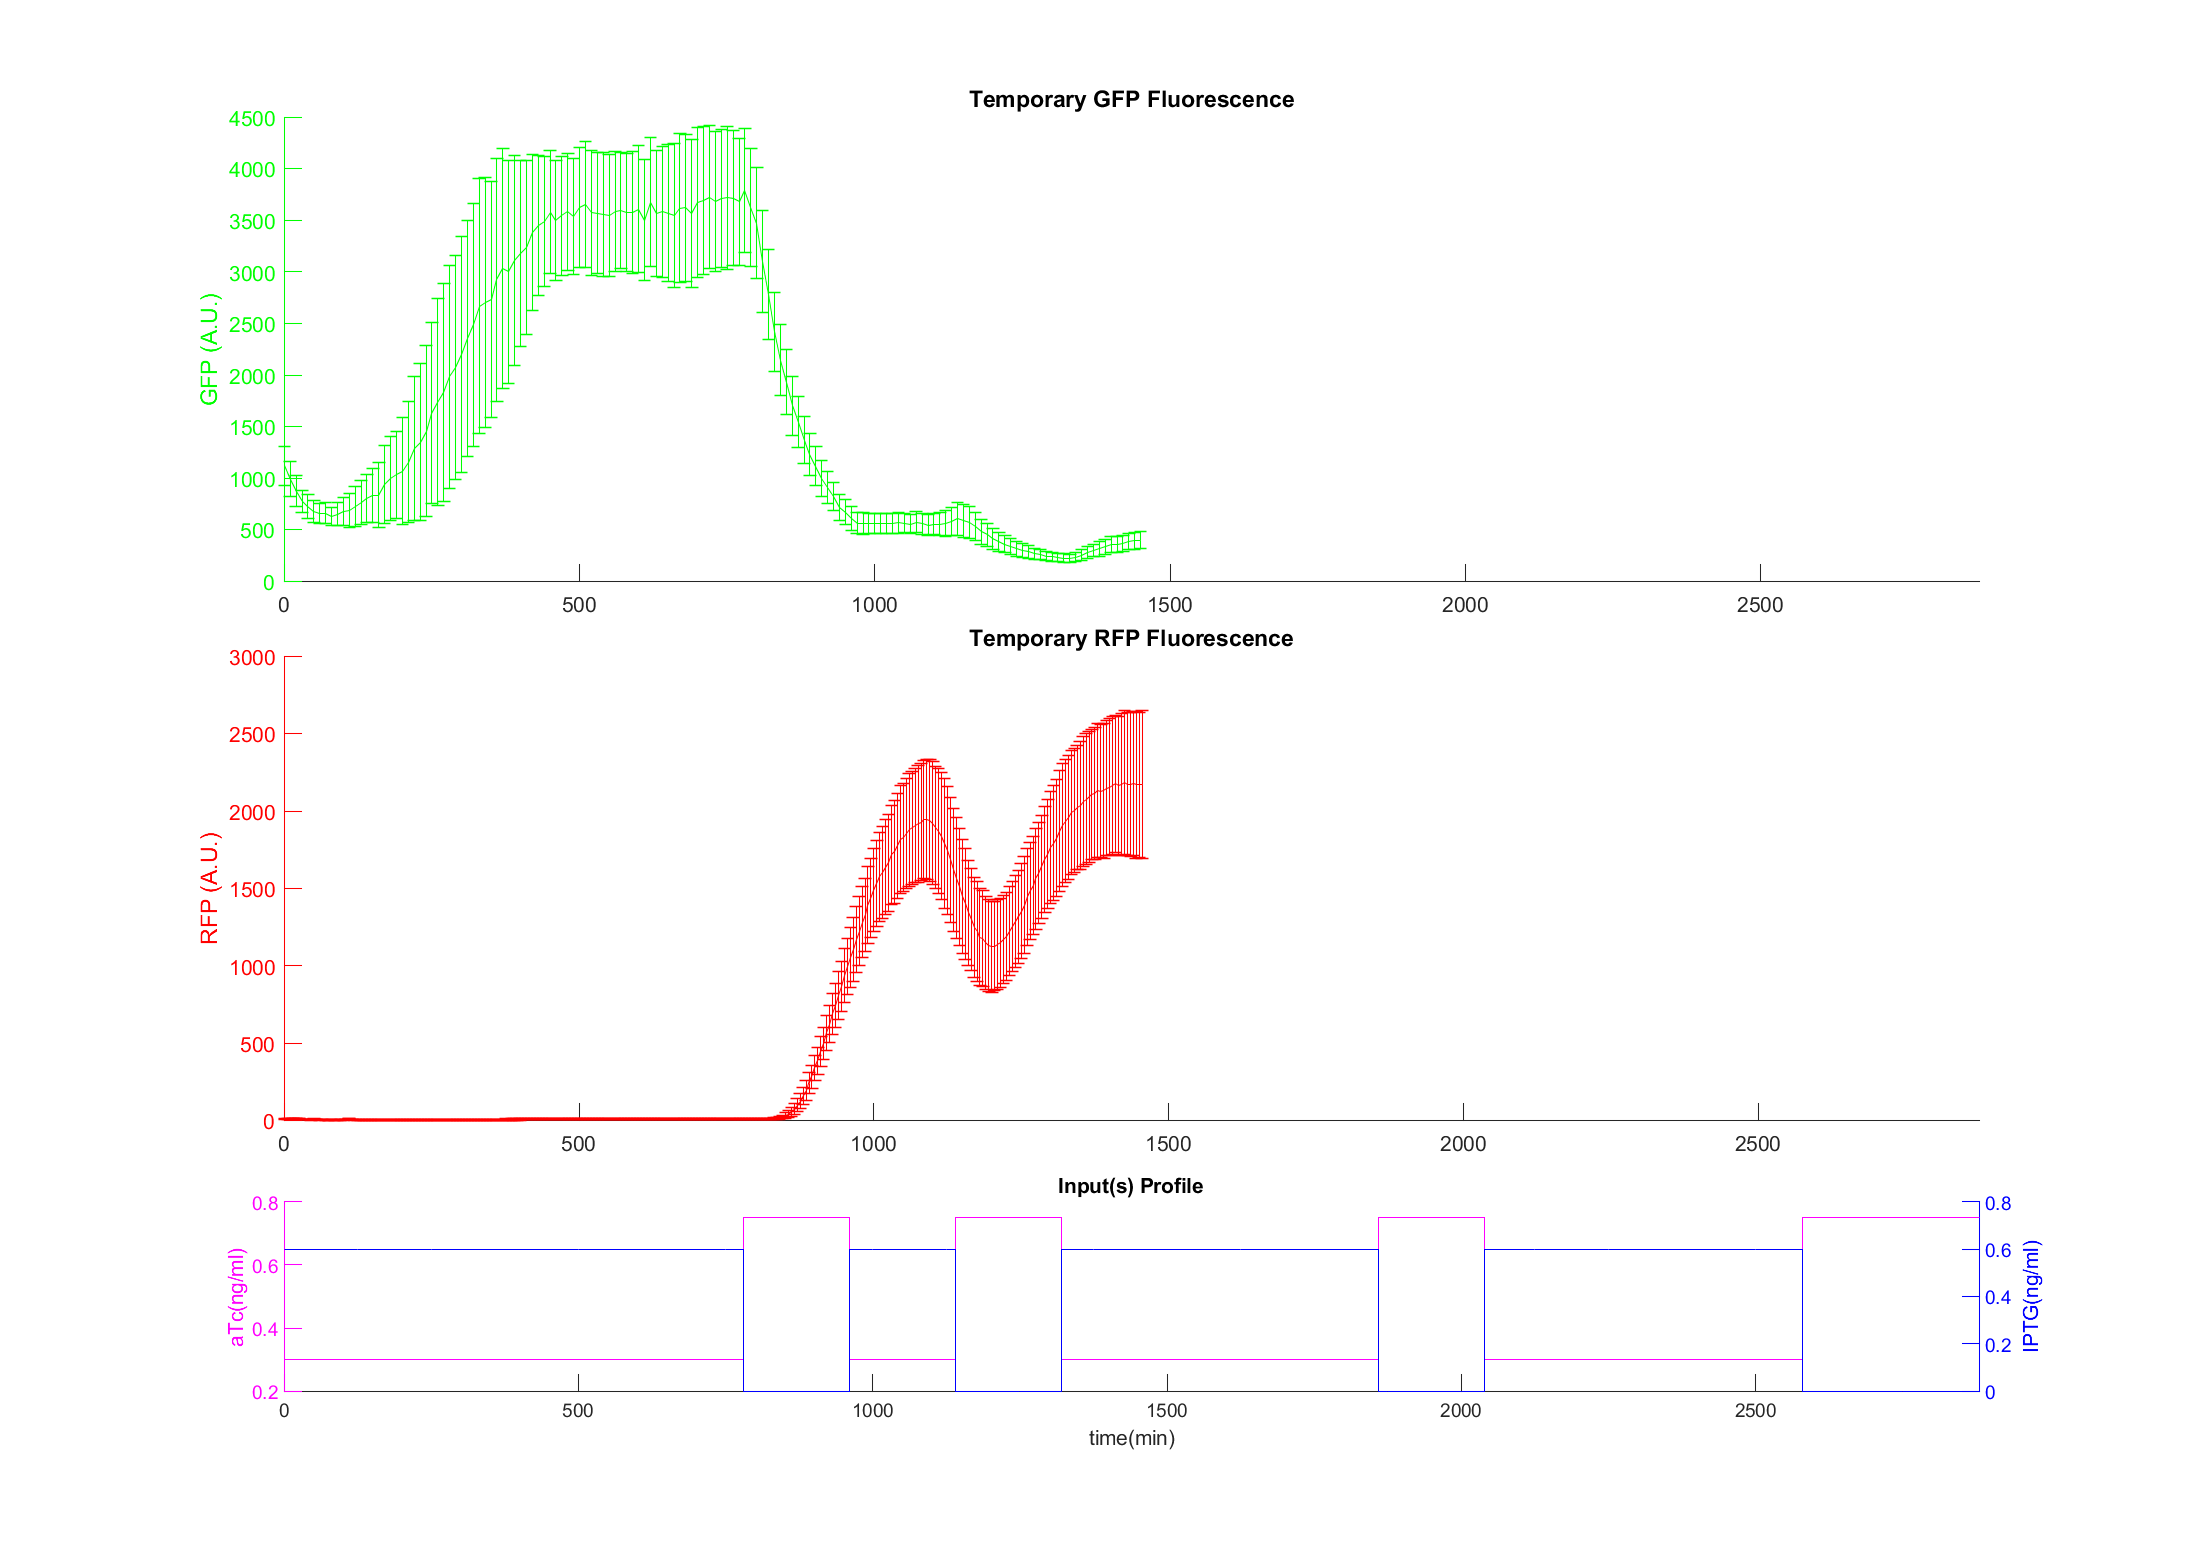 Temporary GFP Fluorescence
4500
4000
3500
3000
2500
2000
1500
1000
500
0
GFP (A.U.)
0 500 1000 1500 2000 2500
Temporary RFP Fluorescence
3000
2500
2000
1500
1000
500
0
RFP (A.U.)
0 500 1000 1500 2000 2500
Input(s) Profile
0.8
0.6
0.4
0.2
aTc(ng/ml)
0.8
0.6
0.4
0.2
0
IPTG(ng/ml)
0 500 1000 1500 2000 2500
time(min)